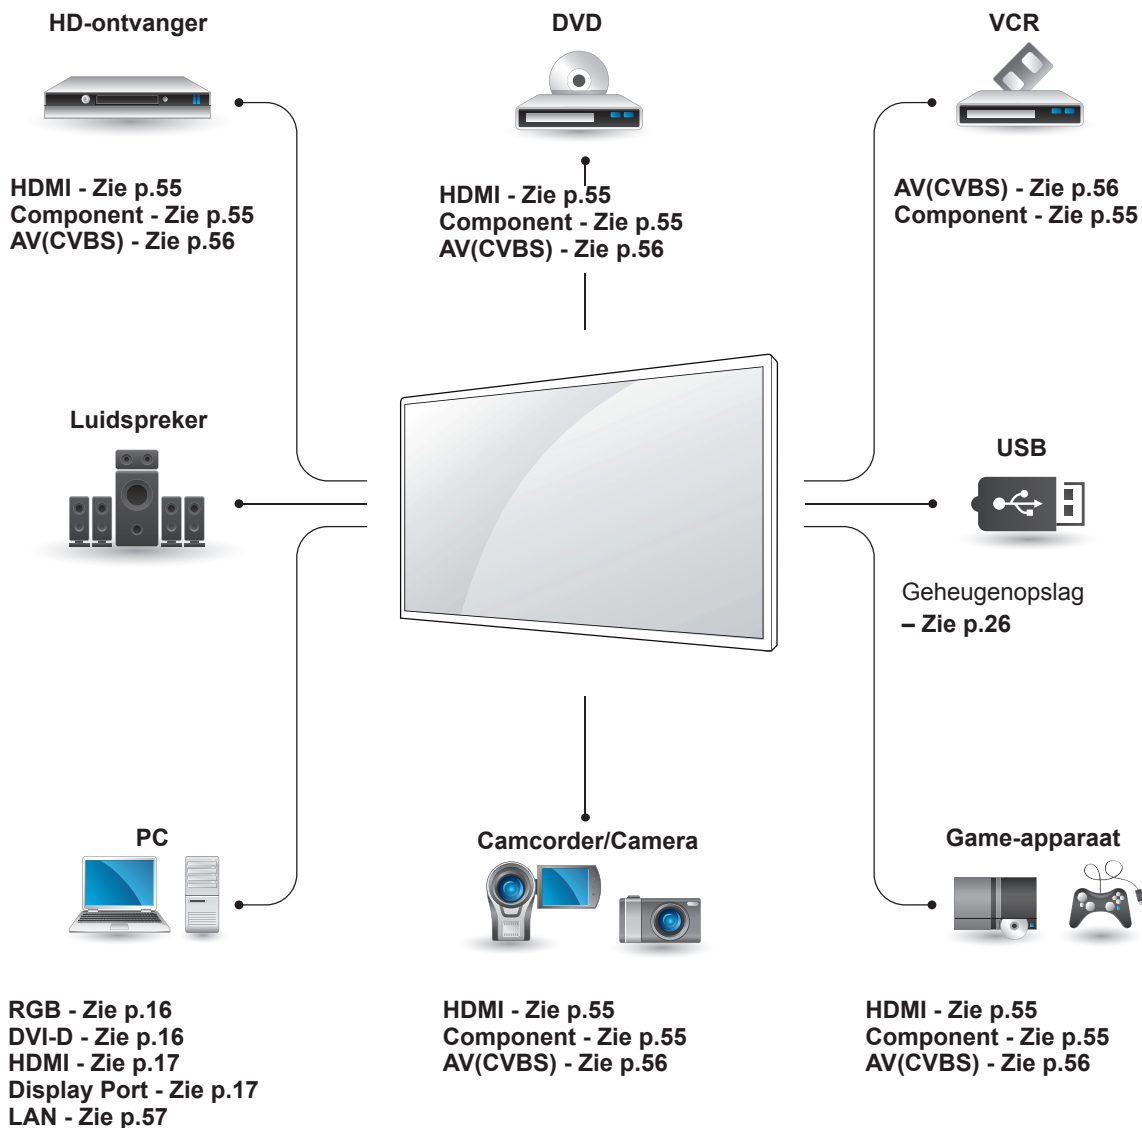 HD-ontvanger
HDMI - Zie p.55
Component - Zie p.55
AV(CVBS) - Zie p.56
DVD
HDMI - Zie p.55
Component - Zie p.55
AV(CVBS) - Zie p.56
VCR
AV(CVBS) - Zie p.56
Component - Zie p.55
Luidspreker
USB
Geheugenopslag
– Zie p.26
PC
RGB - Zie p.16
DVI-D - Zie p.16
HDMI - Zie p.17
Display Port - Zie p.17
LAN - Zie p.57
Camcorder/Camera
HDMI - Zie p.55
Component - Zie p.55
AV(CVBS) - Zie p.56
Game-apparaat
HDMI - Zie p.55
Component - Zie p.55
AV(CVBS) - Zie p.56